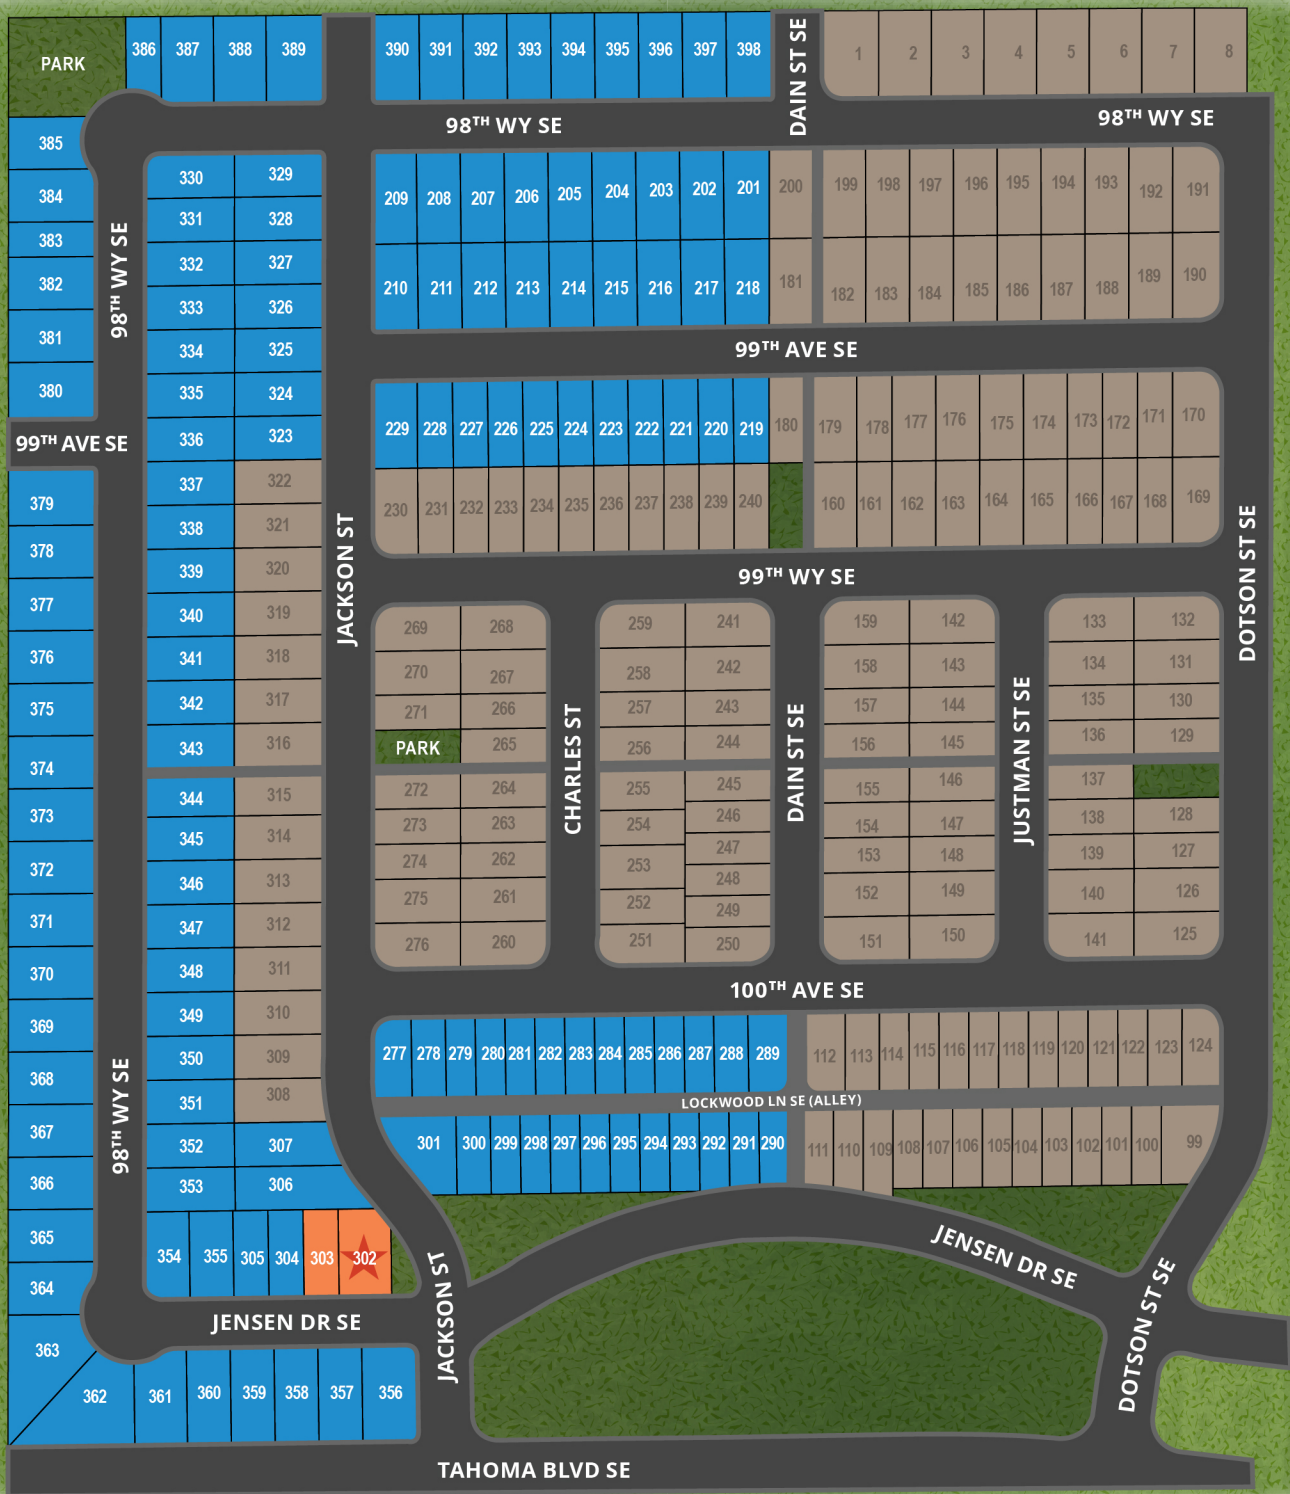 PARK
386 387 388 389
390 391 392 393 394 395 396 397 398
DAIN ST SE
1 2 3 4 5 6 7 8
98TH WY SE
98TH WY SE
385
384
383
382
381
380
98TH WY SE
330 329
331 328
332 327
333 326
334 325
335 324
336 323
337 322
338 321
339 320
340 319
341 318
342 317
343 316
344 315
345 314
346 313
347 312
348 311
349 310
350 309
351 308
352 307
353 306
354 355 305 304 303 302
209 208 207 206 205 204 203 202 201 200
199 198 197 196 195 194 193 192 191
210 211 212 213 214 215 216 217 218 181
182 183 184 185 186 187 188 189 190
99TH AVE SE
229 228 227 226 225 224 223 222 221 220 219 180
179 178 177 176 175 174 173 172 171 170
230 231 232 233 234 235 236 237 238 239 240
160 161 162 163 164 165 166 167 168 169
99TH AVE SE
379
378
377
376
375
374
373
372
371
370
369
368
367
366
365
364
363
98TH WY SE
JACKSON ST
99TH WY SE
DOTSON ST SE
269 268
270 267
271 266
PARK 265
272 264
273 263
274 262
275 261
276 260
CHARLES ST
259 241
258 242
257 243
256 244
255 245
254 246
253 247
248
252 249
251 250
DAIN ST SE
159 142
158 143
157 144
156 145
155 146
154 147
153 148
152 149
151 150
JUSTMAN ST SE
133 132
134 131
135 130
136 129
137
138 128
139 127
140 126
141 125
100TH AVE SE
277 278 279 280 281 282 283 284 285 286 287 288 289
112 113 114 115 116 117 118 119 120 121 122 123 124
LOCKWOOD LN SE (ALLEY)
301 300 299 298 297 296 295 294 293 292 291 290
111 110 109 108 107 106 105 104 103 102 101 100 99
JENSEN DR SE
JENSEN DR SE
JACKSON ST
DOTSON ST SE
362 361 360 359 358 357 356
TAHOMA BLVD SE